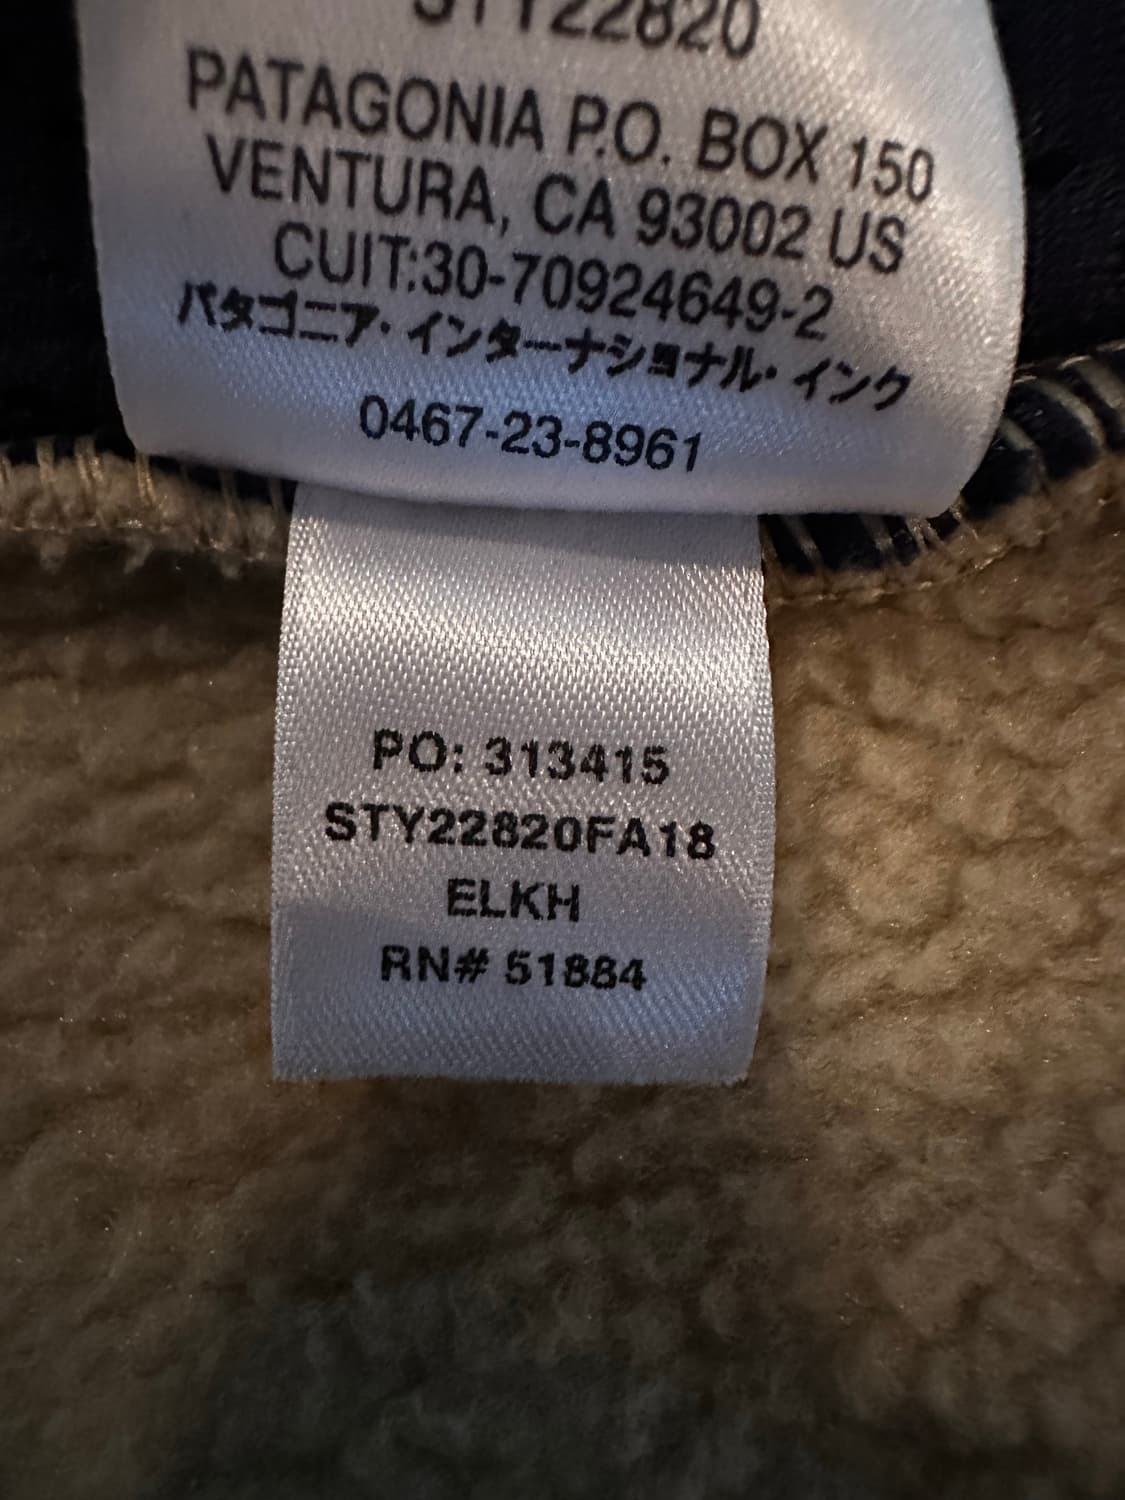 STY22820
PATAGONIA P.O. BOX 150
VENTURA, CA 93002 US
CUIT:30-70924649-2
パタゴニア・インターナショナル・インク
0467-23-8961
PO: 313415
STY22820FA18
ELKH
RN# 51884